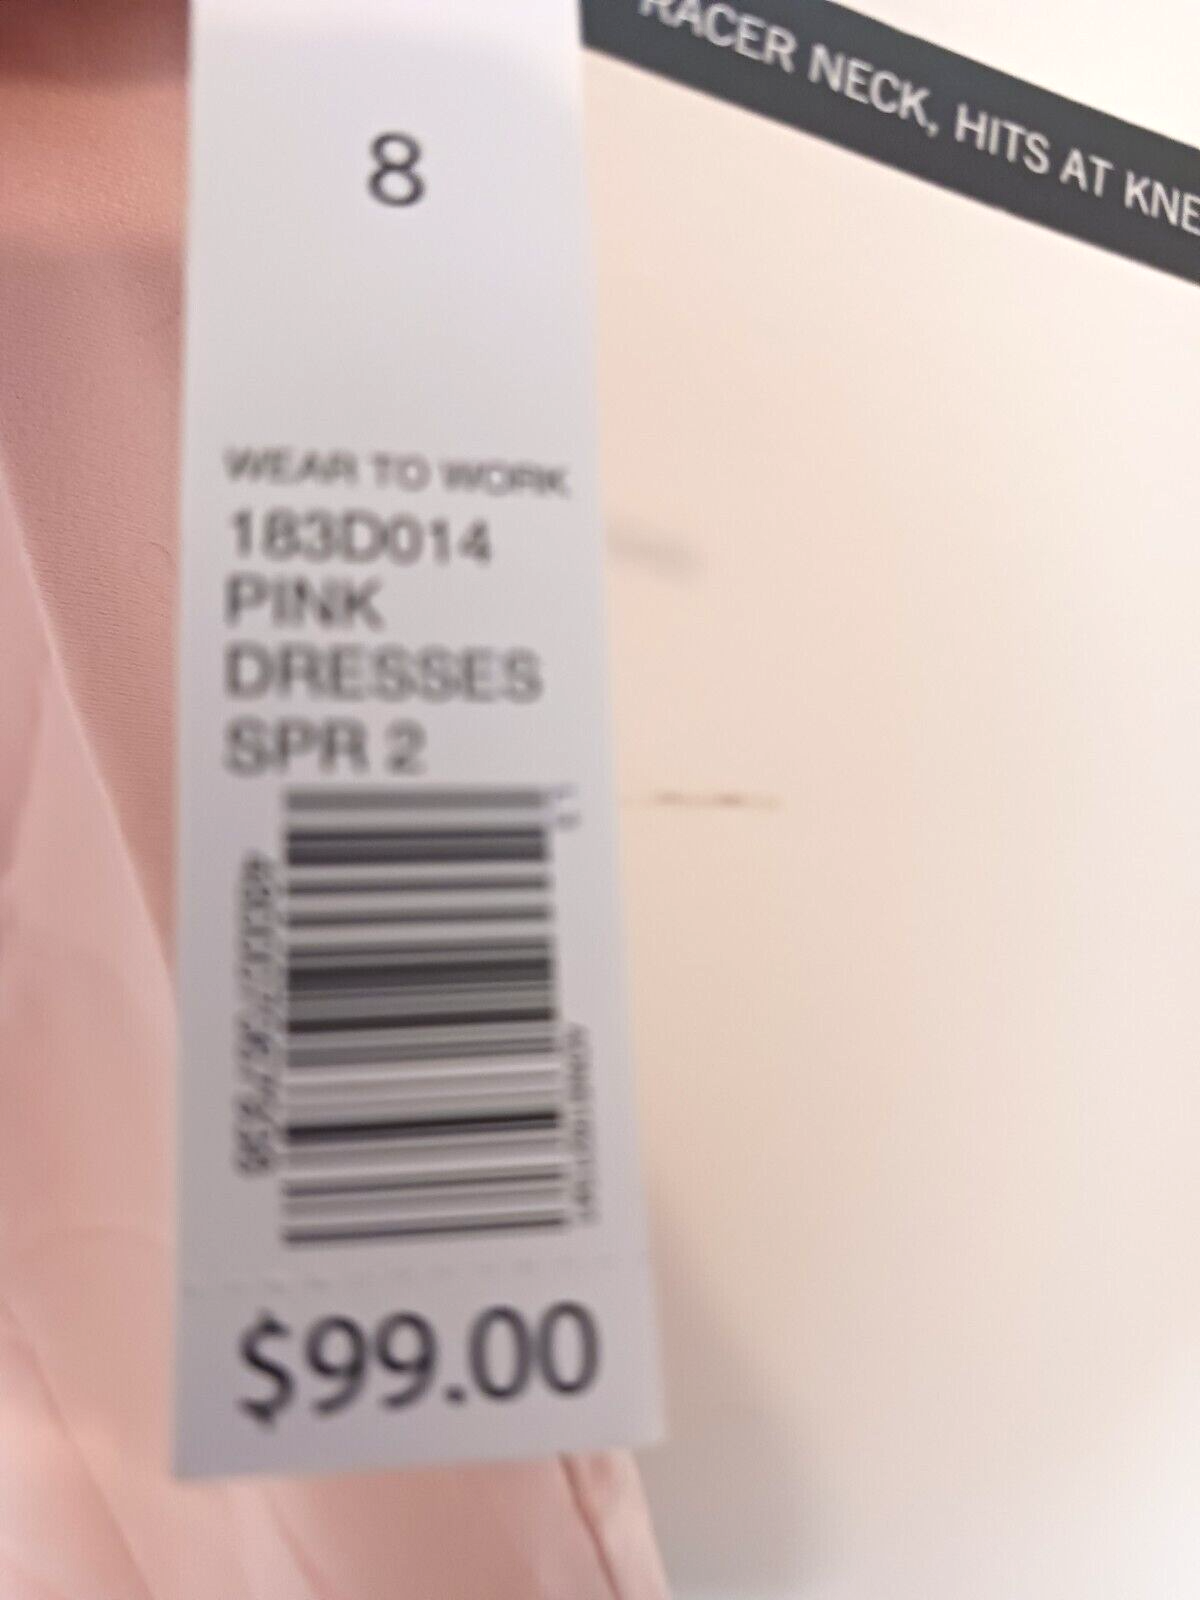 RACER NECK, HITS AT KNE
8
WEAR TO WORK
183D014
PINK
DRESSES
SPR 2
$99.00